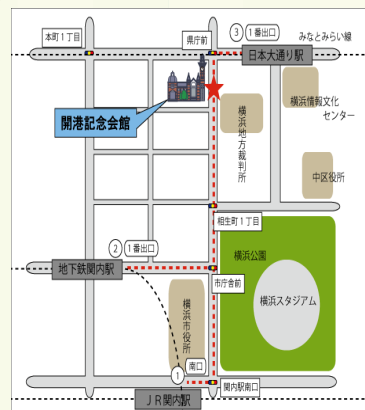 本町1丁目
県庁前
③ 1番出口
日本大通り駅
みなとみらい線
開港記念会館
横浜地方裁判所
横浜情報文化
センター
中区役所
相生町1丁目
② 1番出口
地下鉄関内駅
横浜公園
市庁舎前
横浜スタジアム
横浜市役所
① 南口
関内駅南口
JR関内駅